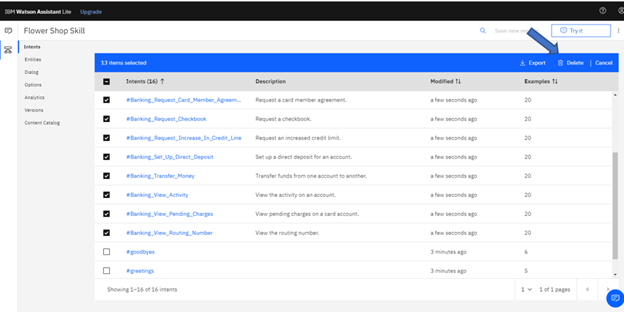 IBM Watson Assistant Lite Upgrade
Flower Shop Skill Save new Try it
Intents
Entities
Dialog
Options
Analytics
Versions
Content Catalog
13 items selected Export Delete | Cancel
Intents (16) ↑ Description Modified ↑↓ Examples ↑↓
#Banking_Request_Card_Member_Agreem... Request a card member agreement. a few seconds ago 20
#Banking_Request_Checkbook Request a checkbook. a few seconds ago 20
#Banking_Request_Increase_In_Credit_Line Request an increased credit limit. a few seconds ago 20
#Banking_Set_Up_Direct_Deposit Set up a direct deposit for an account. a few seconds ago 20
#Banking_Transfer_Money Transfer funds from one account to another. a few seconds ago 20
#Banking_View_Activity View the activity on an account. a few seconds ago 20
#Banking_View_Pending_Charges View pending charges on a card account. a few seconds ago 20
#Banking_View_Routing_Number View the routing number. a few seconds ago 20
#goodbyes 3 minutes ago 6
#greetings 3 minutes ago 5
Showing 1–16 of 16 intents 1 1 of 1 pages